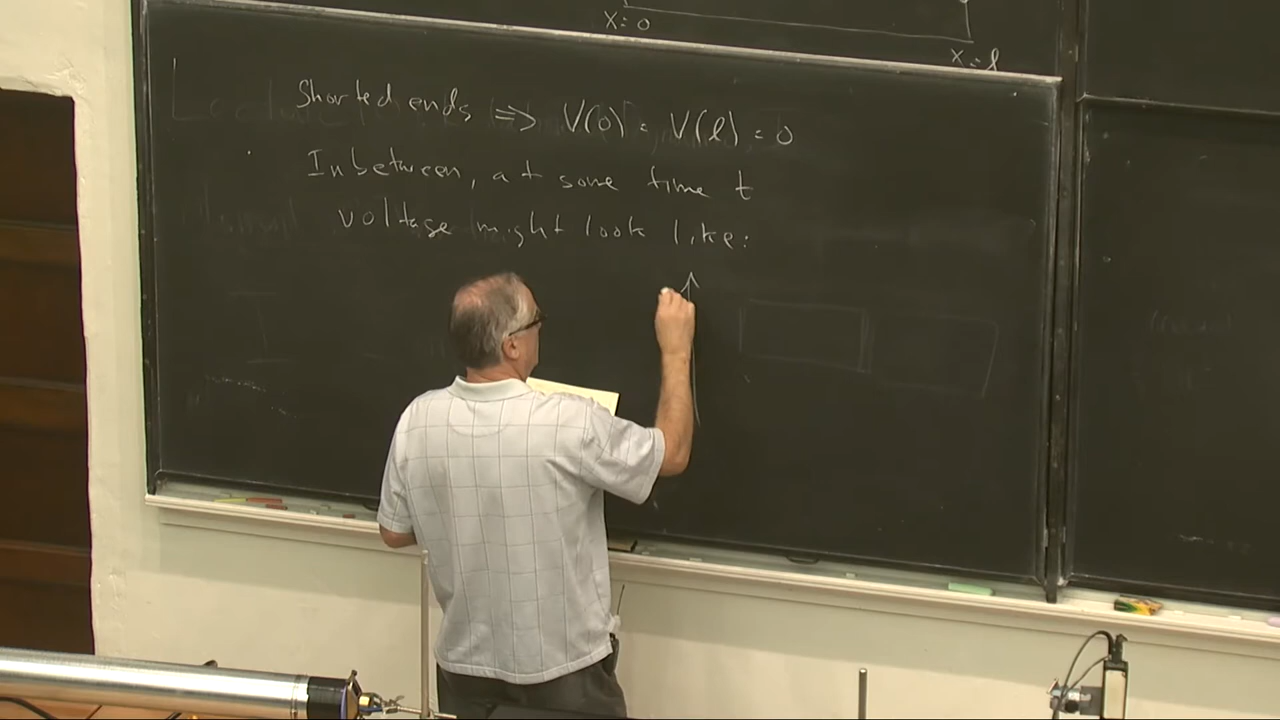 x=0
x=ℓ
Shorted ends ⇒ V(0) = V(ℓ) = 0
Inbetween, at some time t
voltage might look like: